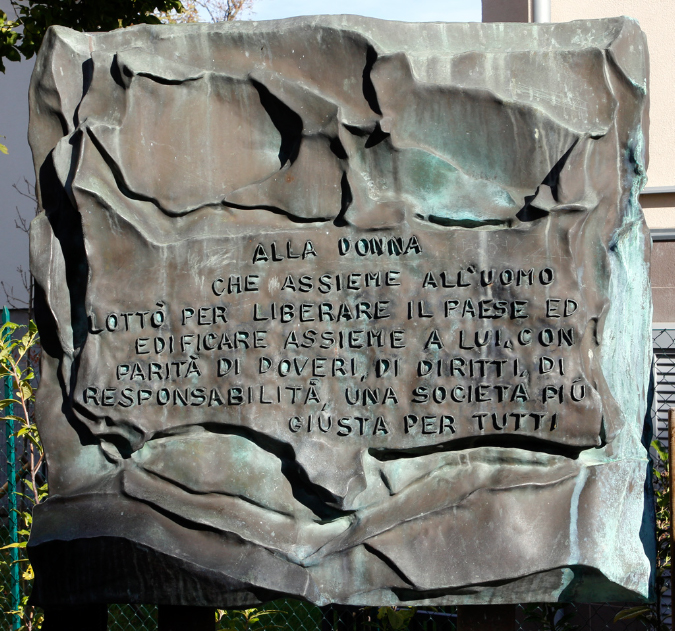 ALLA DONNA
CHE ASSIEME ALL'UOMO
LOTTÒ PER LIBERARE IL PAESE ED
EDIFICARE ASSIEME A LUI, CON
PARITÀ DI DOVERI, DI DIRITTI, DI
RESPONSABILITÀ, UNA SOCIETÀ PIÚ
GIUSTA PER TUTTI